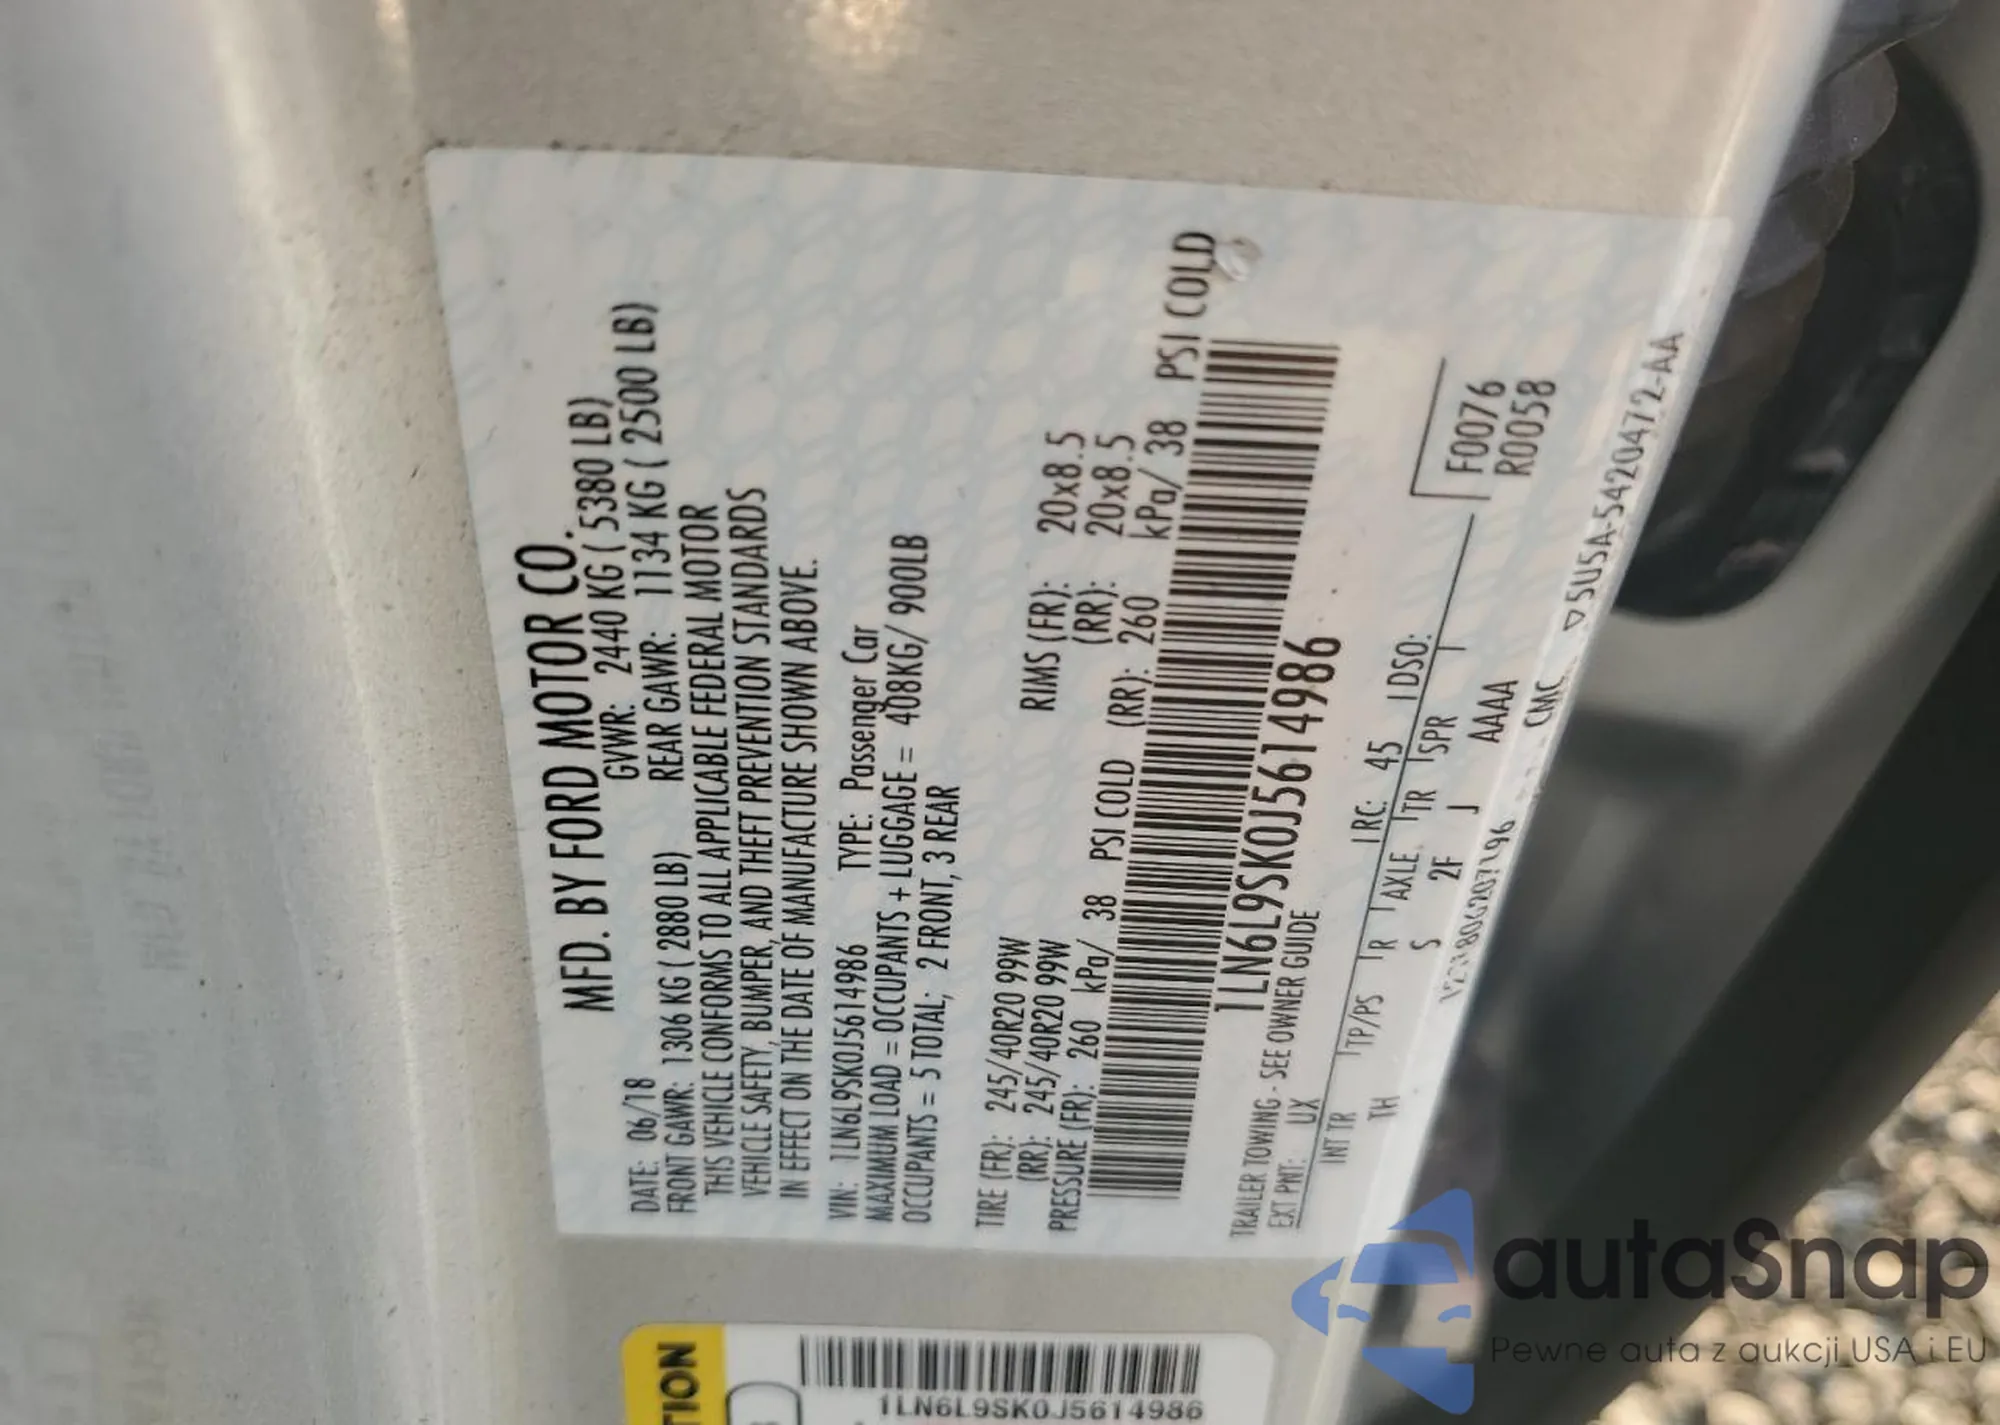 MFD. BY FORD MOTOR CO.
DATE: 06/18 GVWR: 2440 KG ( 5380 LB)
FRONT GAWR: 1306 KG ( 2880 LB) REAR GAWR: 1134 KG ( 2500 LB)
THIS VEHICLE CONFORMS TO ALL APPLICABLE FEDERAL MOTOR
VEHICLE SAFETY, BUMPER, AND THEFT PREVENTION STANDARDS
IN EFFECT ON THE DATE OF MANUFACTURE SHOWN ABOVE.
VIN: 1LN6L9SK0J5614986 TYPE: Passenger Car
MAXIMUM LOAD = OCCUPANTS + LUGGAGE = 408KG/ 900LB
OCCUPANTS = 5 TOTAL; 2 FRONT, 3 REAR
TIRE (FR): 245/40R20 99W RIMS (FR): 20x8.5
(RR): 245/40R20 99W (RR): 20x8.5
PRESSURE (FR): 260 kPa/ 38 PSI COLD (RR): 260 kPa/ 38 PSI COLD
1LN6L9SK0J5614986
TRAILER TOWING - SEE OWNER GUIDE
EXT PNT: UX RC: 45 DSO: F0076
INT TR TP/PS R AXLE TR SPR R0058
TH S 2F J AAAA
CMC 5U5A-5420472-AA
TION
1LN6L9SK0J5614986
autaSnap
Pewne auta z aukcji USA i EU